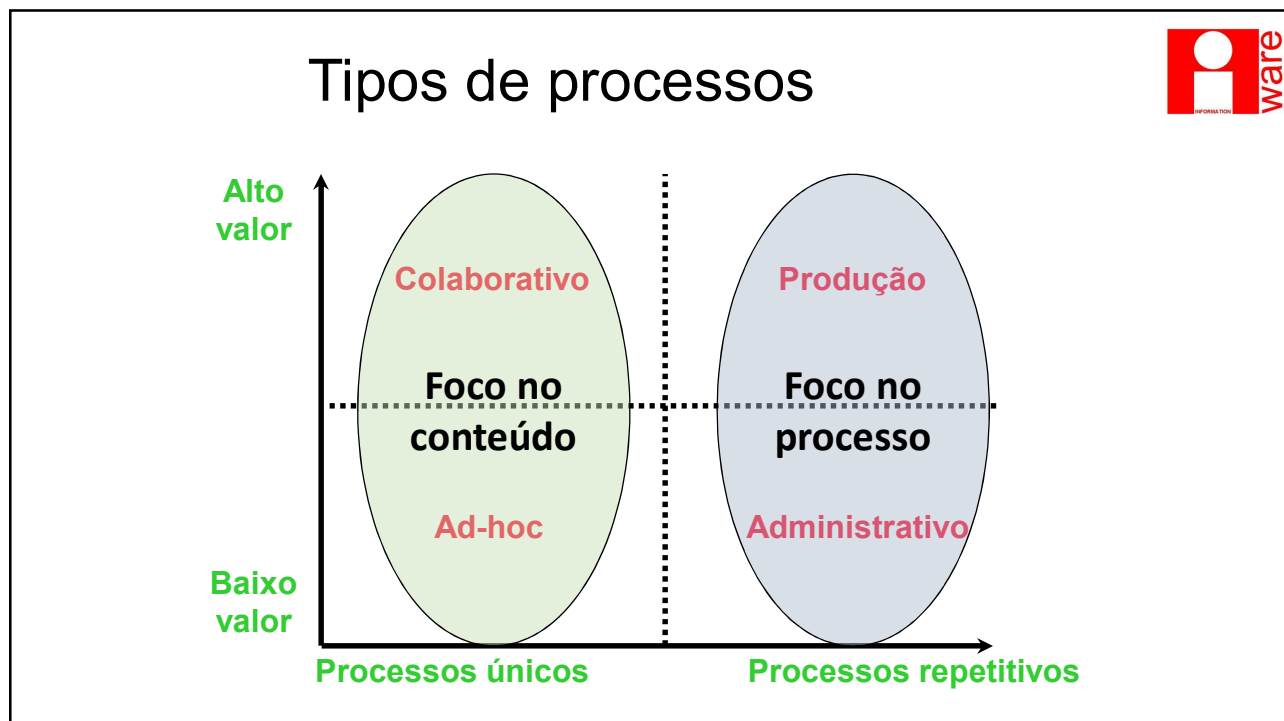 Tipos de processos
INFORMATION
ware
Alto
valor
Colaborativo
Produção
Foco no
conteúdo
Foco no
processo
Ad-hoc
Administrativo
Baixo
valor
Processos únicos
Processos repetitivos